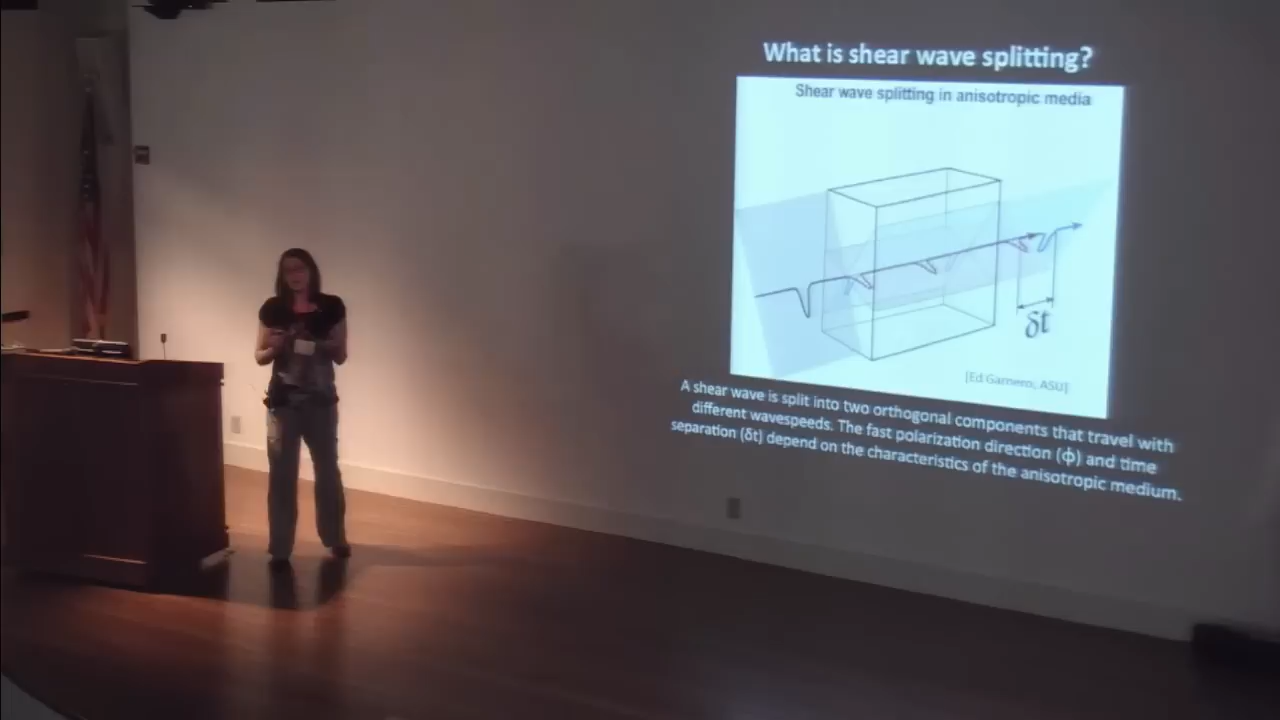 What is shear wave splitting?
Shear wave splitting in anisotropic media
δt
[Ed Garnero, ASU]
A shear wave is split into two orthogonal components that travel with
different wavespeeds. The fast polarization direction (ϕ) and time
separation (δt) depend on the characteristics of the anisotropic medium.